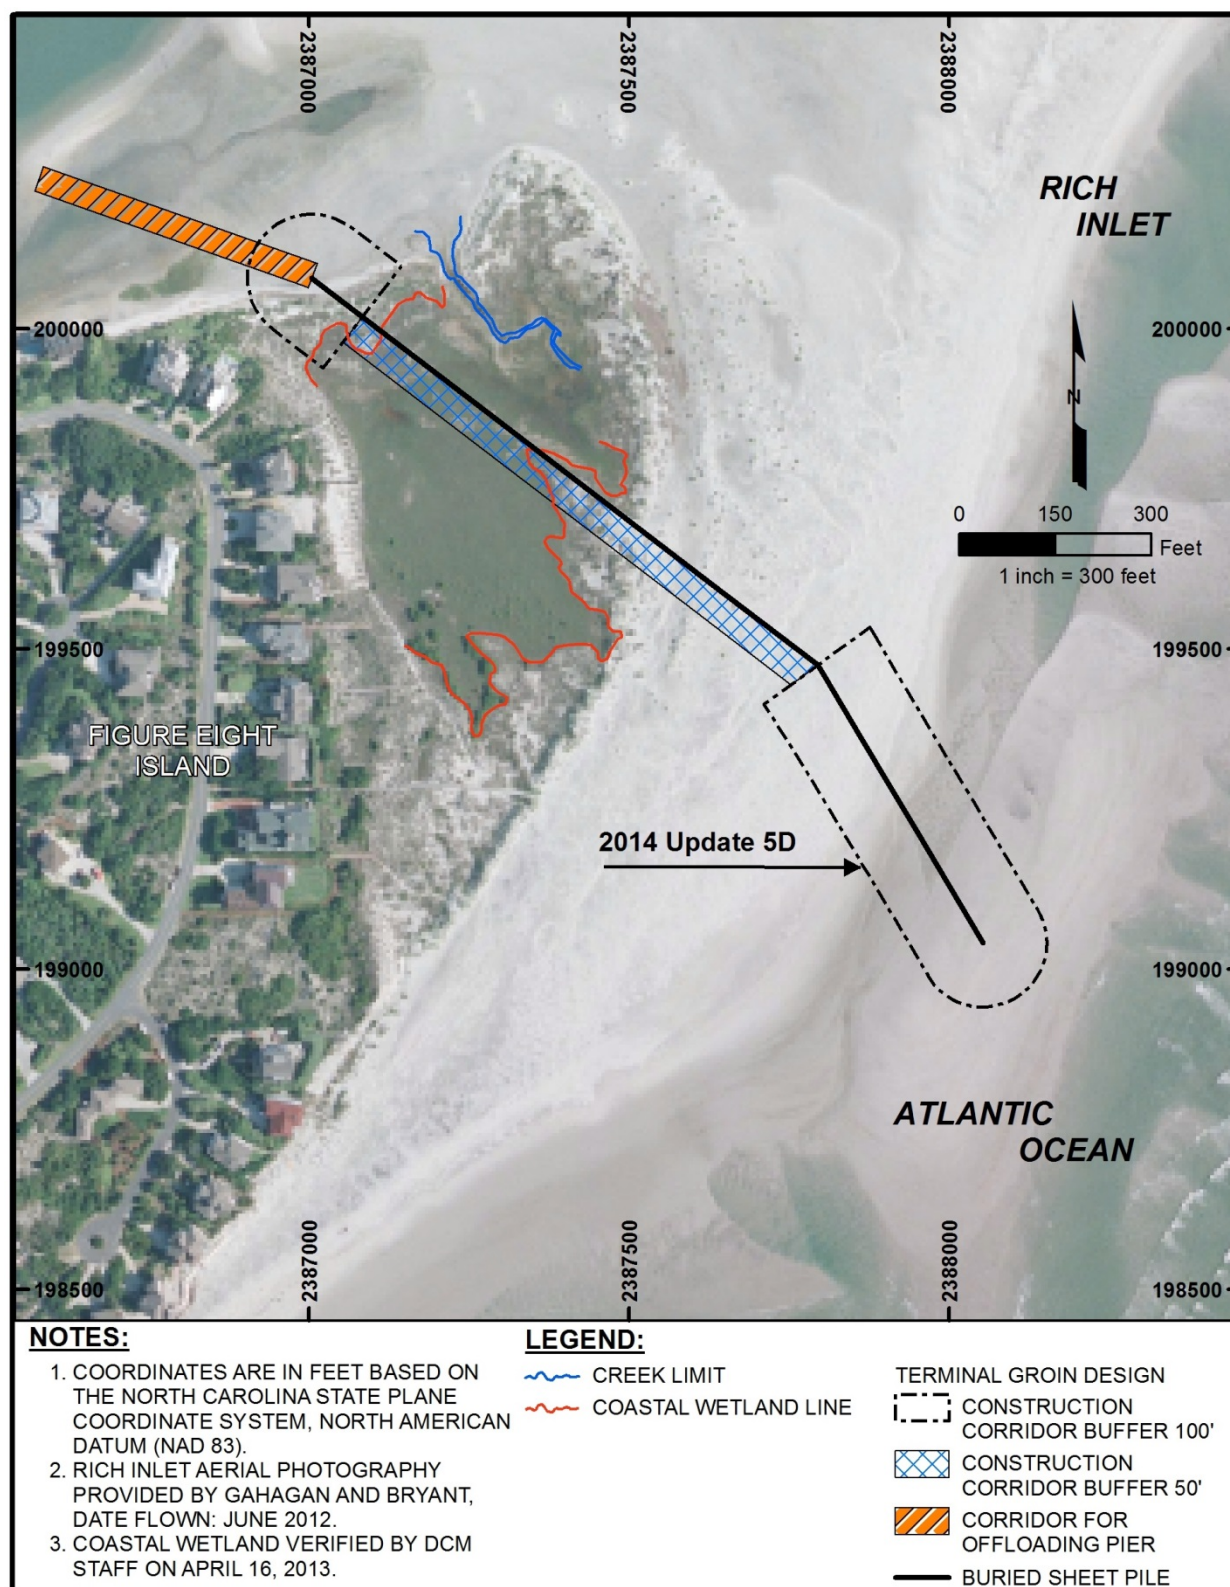 2387000
2387500
2388000
RICH
INLET
200000
200000
N
0 150 300
Feet
1 inch = 300 feet
199500
199500
FIGURE EIGHT
ISLAND
2014 Update 5D
199000
199000
ATLANTIC
OCEAN
2387000
2387500
2388000
198500
198500
NOTES:
1. COORDINATES ARE IN FEET BASED ON
THE NORTH CAROLINA STATE PLANE
COORDINATE SYSTEM, NORTH AMERICAN
DATUM (NAD 83).
2. RICH INLET AERIAL PHOTOGRAPHY
PROVIDED BY GAHAGAN AND BRYANT,
DATE FLOWN: JUNE 2012.
3. COASTAL WETLAND VERIFIED BY DCM
STAFF ON APRIL 16, 2013.
LEGEND:
CREEK LIMIT
COASTAL WETLAND LINE
TERMINAL GROIN DESIGN
CONSTRUCTION
CORRIDOR BUFFER 100'
CONSTRUCTION
CORRIDOR BUFFER 50'
CORRIDOR FOR
OFFLOADING PIER
BURIED SHEET PILE